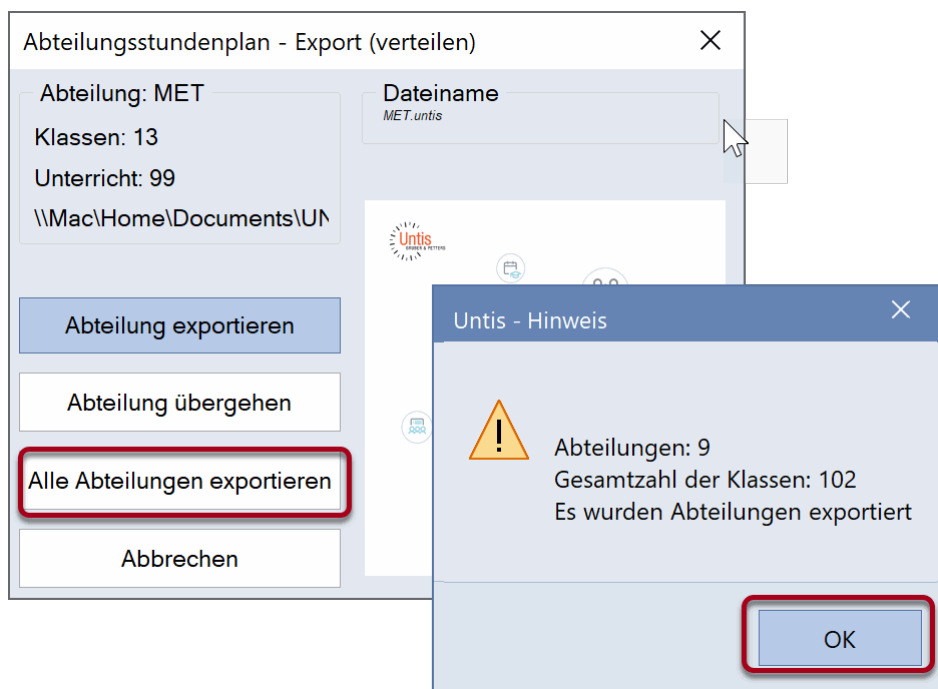 Abteilungsstundenplan - Export (verteilen)
Abteilung: MET
Klassen: 13
Unterricht: 99
\\Mac\Home\Documents\UN
Dateiname
MET.untis
Untis
GRUBER & PETTERS
Abteilung exportieren
Abteilung übergehen
Alle Abteilungen exportieren
Abbrechen
Untis - Hinweis
Abteilungen: 9
Gesamtzahl der Klassen: 102
Es wurden Abteilungen exportiert
OK